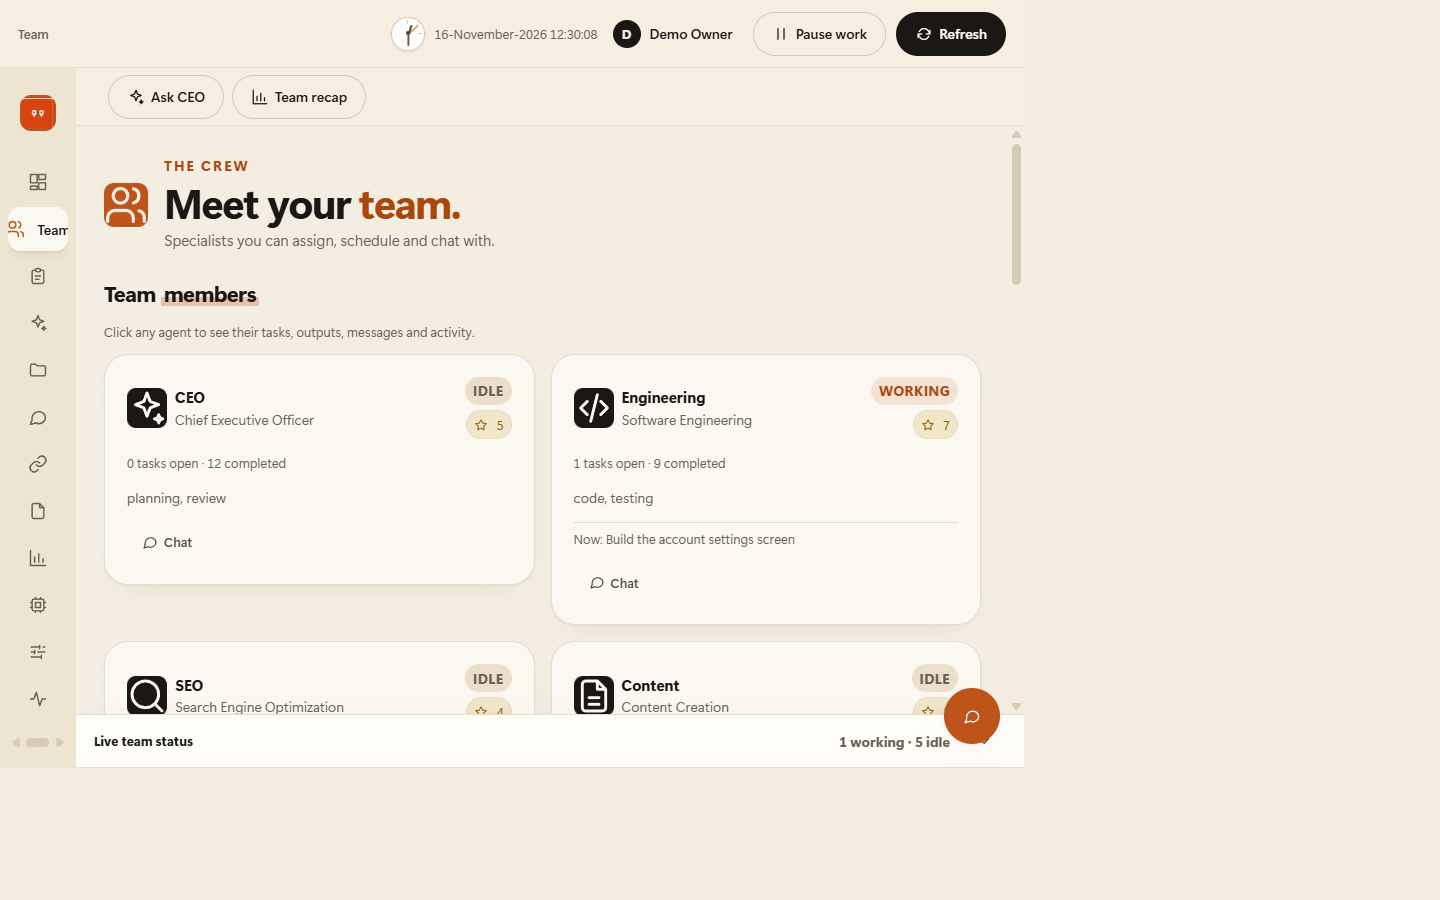 Team
16-November-2026 12:30:08
D
Demo Owner
Pause work
Refresh
Ask CEO
Team recap
THE CREW
Meet your team.
Specialists you can assign, schedule and chat with.
Team
Team members
Click any agent to see their tasks, outputs, messages and activity.
CEO
Chief Executive Officer
IDLE
5
0 tasks open · 12 completed
planning, review
Chat
Engineering
Software Engineering
WORKING
7
1 tasks open · 9 completed
code, testing
Now: Build the account settings screen
Chat
SEO
Search Engine Optimization
IDLE
4
Content
Content Creation
IDLE
Live team status
1 working · 5 idle